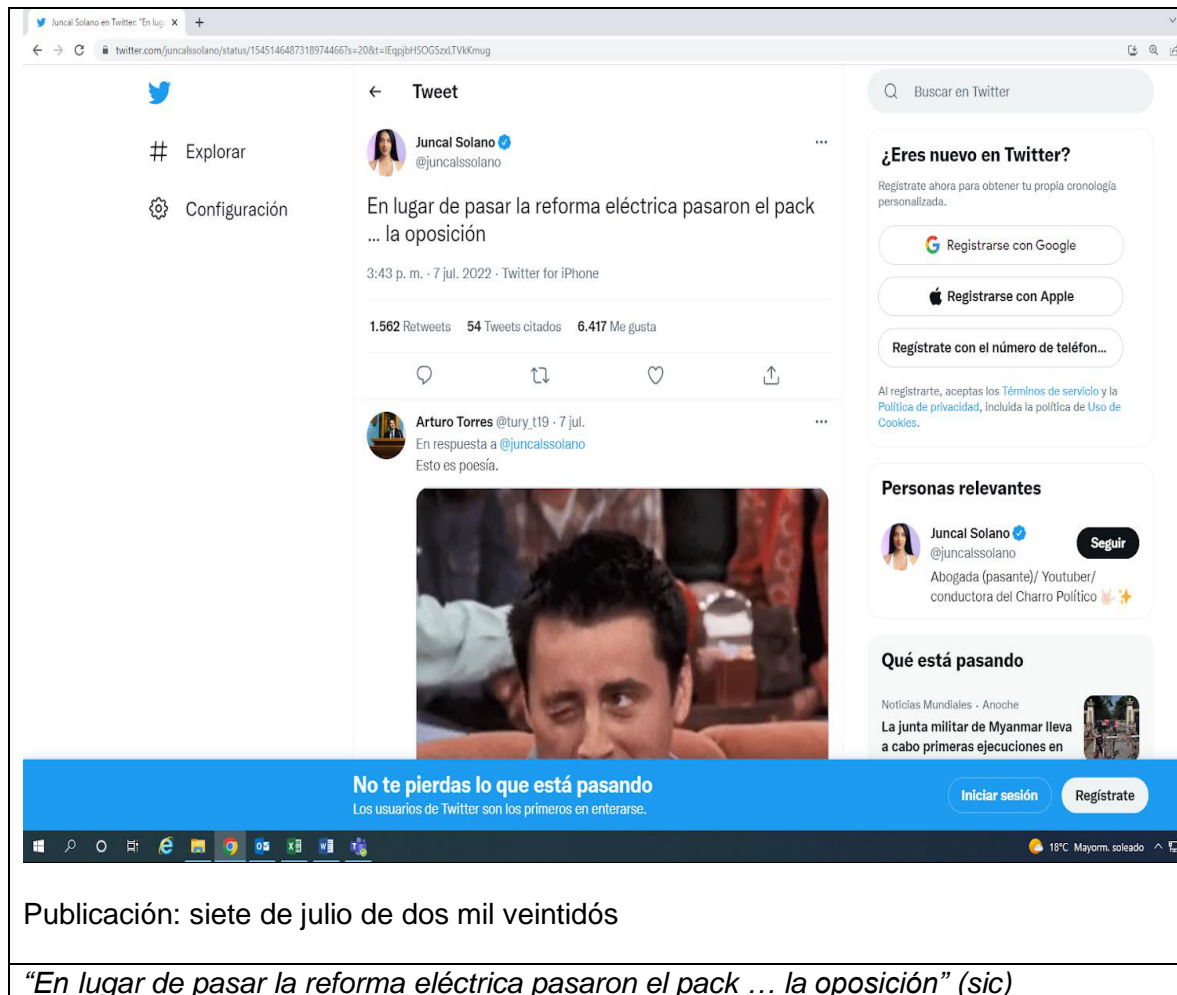 Juncal Solano en Twitter: "En lug
twitter.com/juncalssolano/status/1545146487318974466?s=20&t=IEqpjbHSOG5zxLTVkKmug
Explorar
Configuración
Tweet
Juncal Solano
@juncalssolano
En lugar de pasar la reforma eléctrica pasaron el pack
... la oposición
3:43 p. m. · 7 jul. 2022 · Twitter for iPhone
1.562 Retweets 54 Tweets citados 6.417 Me gusta
Arturo Torres @tury_t19 · 7 jul.
En respuesta a @juncalssolano
Esto es poesía.
Buscar en Twitter
¿Eres nuevo en Twitter?
Regístrate ahora para obtener tu propia cronología
personalizada.
Registrarse con Google
Registrarse con Apple
Regístrate con el número de teléfon...
Al registrarte, aceptas los Términos de servicio y la
Política de privacidad, incluida la política de Uso de
Cookies.
Personas relevantes
Juncal Solano
@juncalssolano
Seguir
Abogada (pasante)/ Youtuber/
conductora del Charro Político
Qué está pasando
Noticias Mundiales · Anoche
La junta militar de Myanmar lleva
a cabo primeras ejecuciones en
No te pierdas lo que está pasando
Los usuarios de Twitter son los primeros en enterarse.
Iniciar sesión
Regístrate
18°C Mayorm. soleado
Publicación: siete de julio de dos mil veintidós
“En lugar de pasar la reforma eléctrica pasaron el pack … la oposición” (sic)